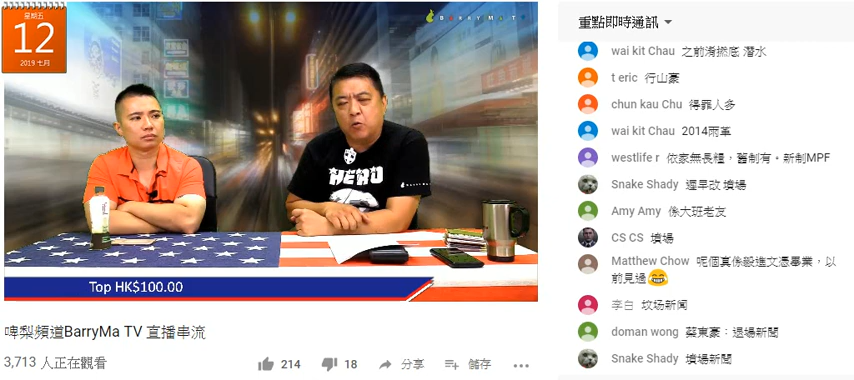 星期五
12
2019 七月
BARRYMA TV
HERO
Top HK$100.00
啤梨頻道BarryMa TV 直播串流
3,713 人正在觀看
214
18
分享
儲存
重點即時通訊
wai kit Chau 之前淆撚底 潛水
t eric 行山豪
chun kau Chu 得罪人多
wai kit Chau 2014雨革
westlife r 依家無長糧，舊制有。新制MPF
Snake Shady 遲早改 墳場
Amy Amy 係大班老友
CS CS 墳場
Matthew Chow 呢個真係毅進文憑畢業，以
前見過😂
李白 坟场新闻
doman wong 蔡東豪：退場新聞
Snake Shady 墳場新聞